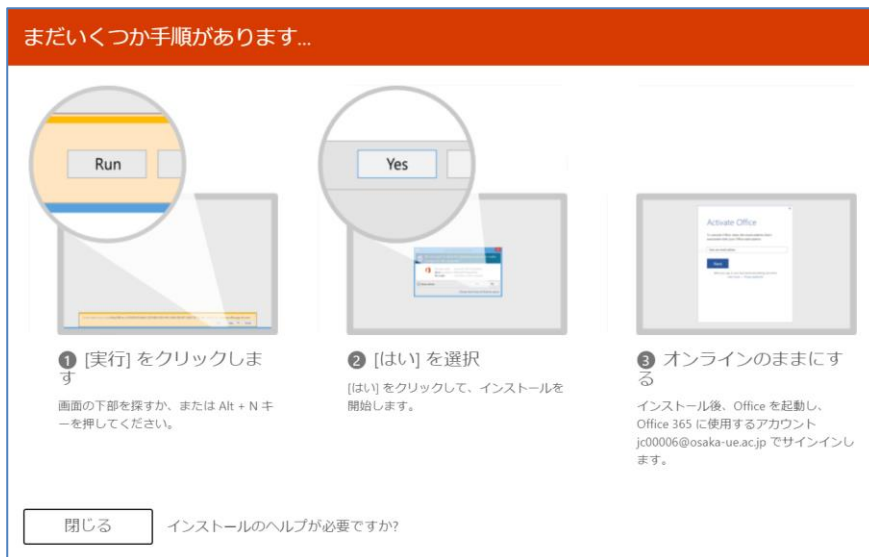 まだいくつか手順があります...
Run
Yes
Activate Office
❶ [実行] をクリックしま
す
画面の下部を探すか、または Alt + N キ
ーを押してください。
❷ [はい] を選択
[はい] をクリックして、インストールを
開始します。
❸ オンラインのままにす
る
インストール後、Office を起動し、
Office 365 に使用するアカウント
jc00006@osaka-ue.ac.jp でサインインし
ます。
閉じる
インストールのヘルプが必要ですか?